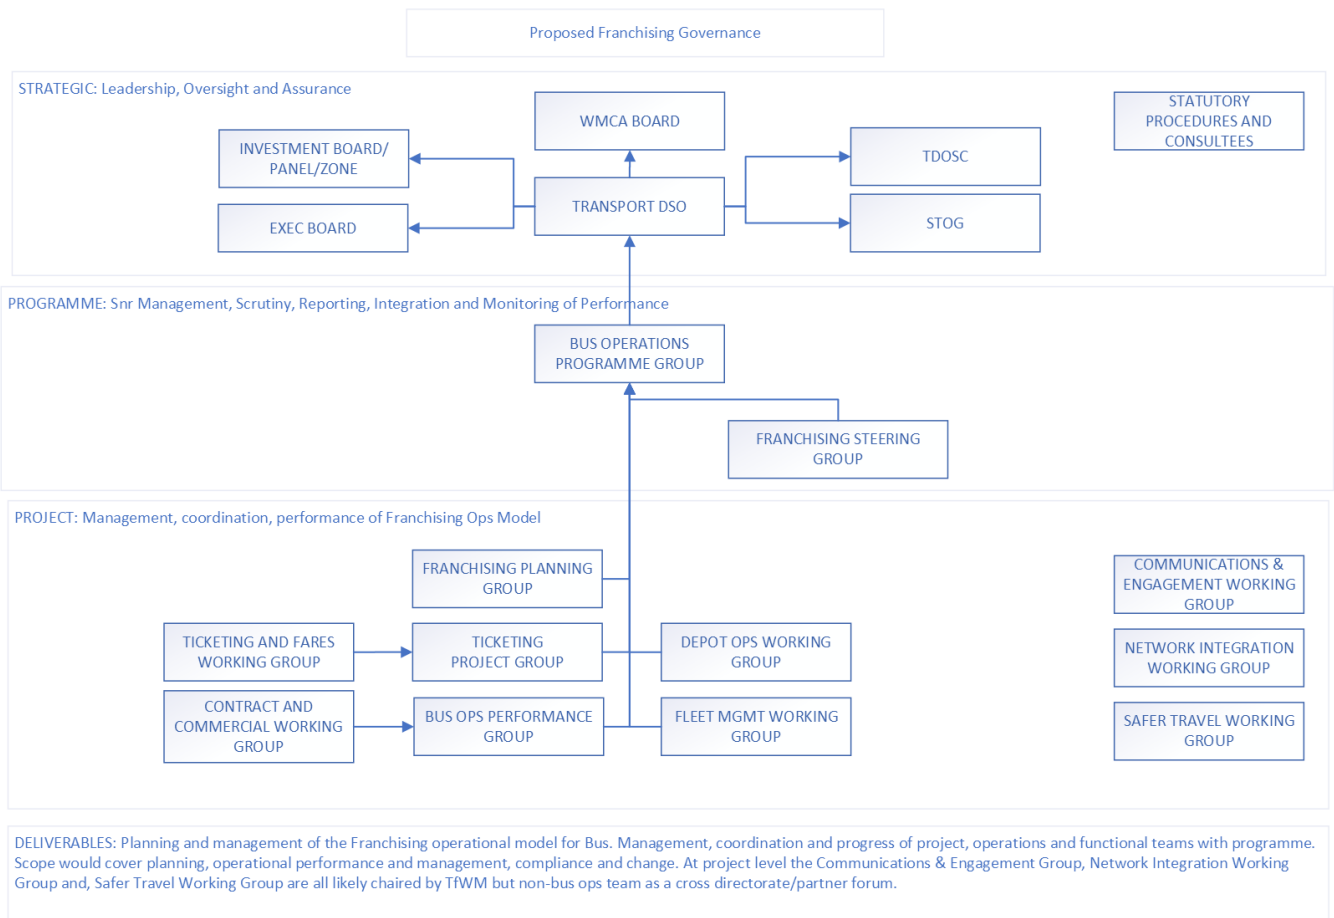 Proposed Franchising Governance
STRATEGIC: Leadership, Oversight and Assurance
WMCA BOARD
STATUTORY
PROCEDURES AND
CONSULTEES
INVESTMENT BOARD/
PANEL/ZONE
TDOSC
TRANSPORT DSO
EXEC BOARD
STOG
PROGRAMME: Snr Management, Scrutiny, Reporting, Integration and Monitoring of Performance
BUS OPERATIONS
PROGRAMME GROUP
FRANCHISING STEERING
GROUP
PROJECT: Management, coordination, performance of Franchising Ops Model
FRANCHISING PLANNING
GROUP
COMMUNICATIONS &
ENGAGEMENT WORKING
GROUP
TICKETING AND FARES
WORKING GROUP
TICKETING
PROJECT GROUP
DEPOT OPS WORKING
GROUP
NETWORK INTEGRATION
WORKING GROUP
CONTRACT AND
COMMERCIAL WORKING
GROUP
BUS OPS PERFORMANCE
GROUP
FLEET MGMT WORKING
GROUP
SAFER TRAVEL WORKING
GROUP
DELIVERABLES: Planning and management of the Franchising operational model for Bus. Management, coordination and progress of project, operations and functional teams with programme.
Scope would cover planning, operational performance and management, compliance and change. At project level the Communications & Engagement Group, Network Integration Working
Group and, Safer Travel Working Group are all likely chaired by TfWM but non-bus ops team as a cross directorate/partner forum.